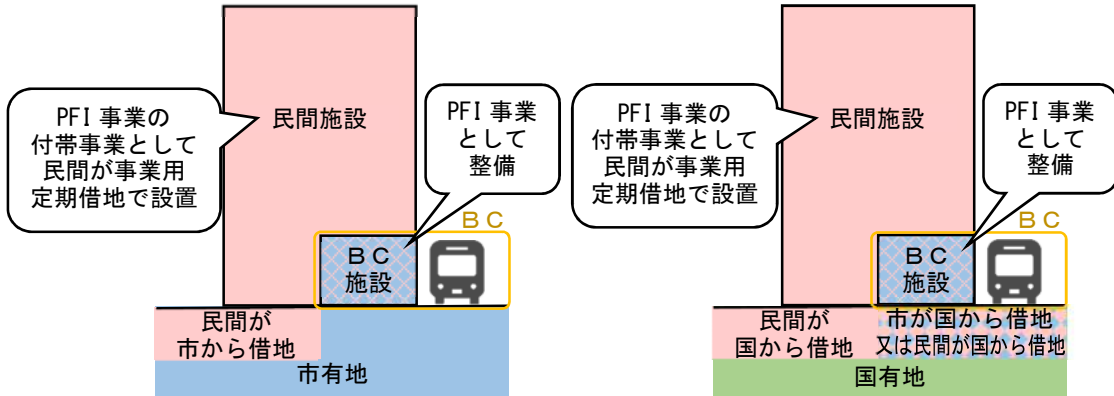 PFI 事業の
付帯事業として
民間が事業用
定期借地で設置
民間施設
PFI 事業
として
整備
ＢＣ
ＢＣ
施設
民間が
市から借地
市有地
PFI 事業の
付帯事業として
民間が事業用
定期借地で設置
民間施設
PFI 事業
として
整備
ＢＣ
ＢＣ
施設
民間が
国から借地
市が国から借地
又は民間が国から借地
国有地